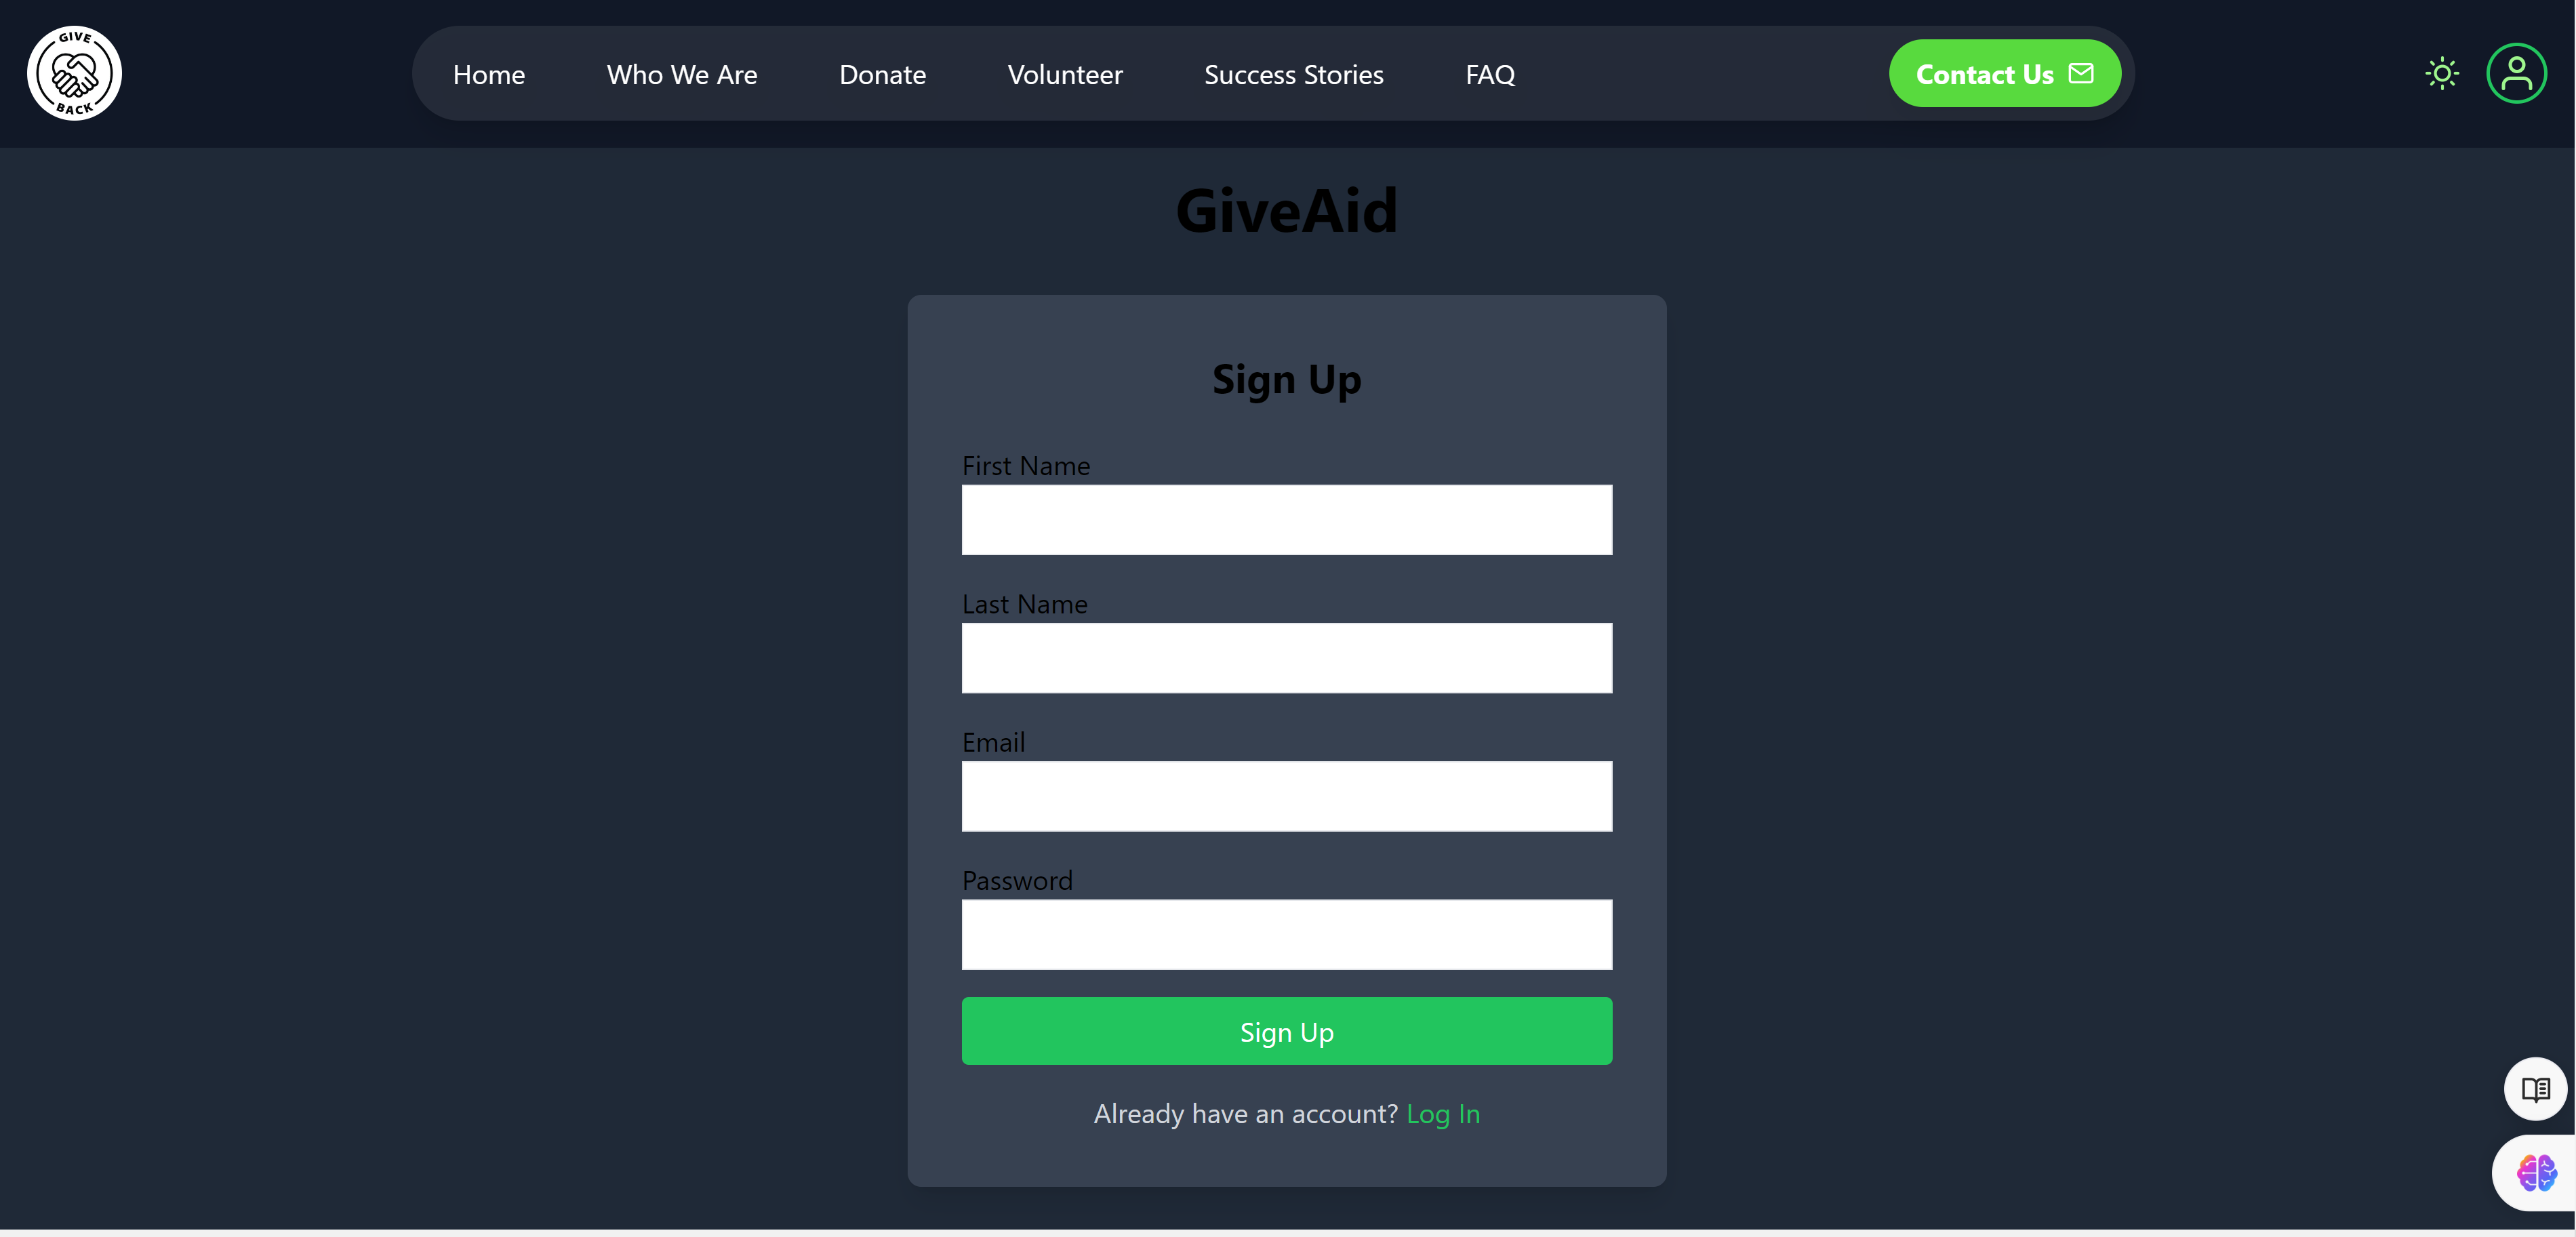 GIVE
BACK
Home
Who We Are
Donate
Volunteer
Success Stories
FAQ
Contact Us
GiveAid
Sign Up
First Name
Last Name
Email
Password
Sign Up
Already have an account? Log In